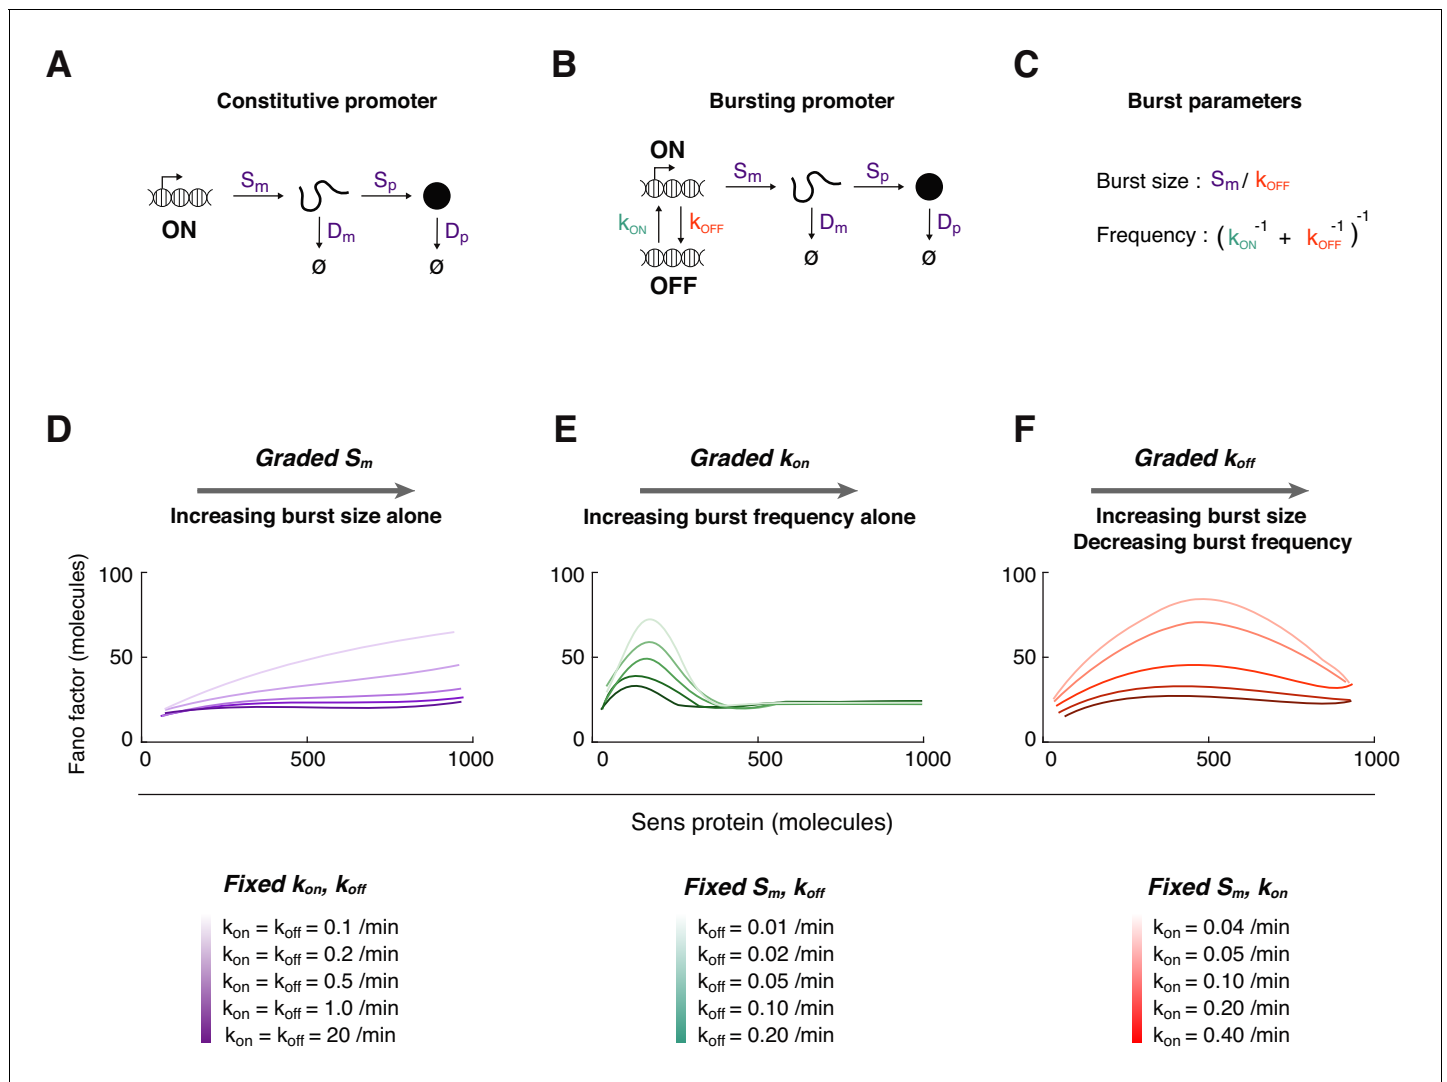 A
Constitutive promoter
ON
Sm
Sp
Dm
Dp
ø
ø
B
Bursting promoter
ON
OFF
kON
kOFF
Sm
Sp
Dm
Dp
ø
ø
C
Burst parameters
Burst size : Sm / kOFF
Frequency : (kON^-1 + kOFF^-1)^-1
D
Graded Sm
Increasing burst size alone
Fano factor (molecules)
100
50
0
0
500
1000
E
Graded kon
Increasing burst frequency alone
100
50
0
0
500
1000
F
Graded koff
Increasing burst size
Decreasing burst frequency
100
50
0
0
500
1000
Sens protein (molecules)
Fixed kon, koff
kon = koff = 0.1 /min
kon = koff = 0.2 /min
kon = koff = 0.5 /min
kon = koff = 1.0 /min
kon = koff = 20 /min
Fixed Sm, koff
koff = 0.01 /min
koff = 0.02 /min
koff = 0.05 /min
koff = 0.10 /min
koff = 0.20 /min
Fixed Sm, kon
kon = 0.04 /min
kon = 0.05 /min
kon = 0.10 /min
kon = 0.20 /min
kon = 0.40 /min